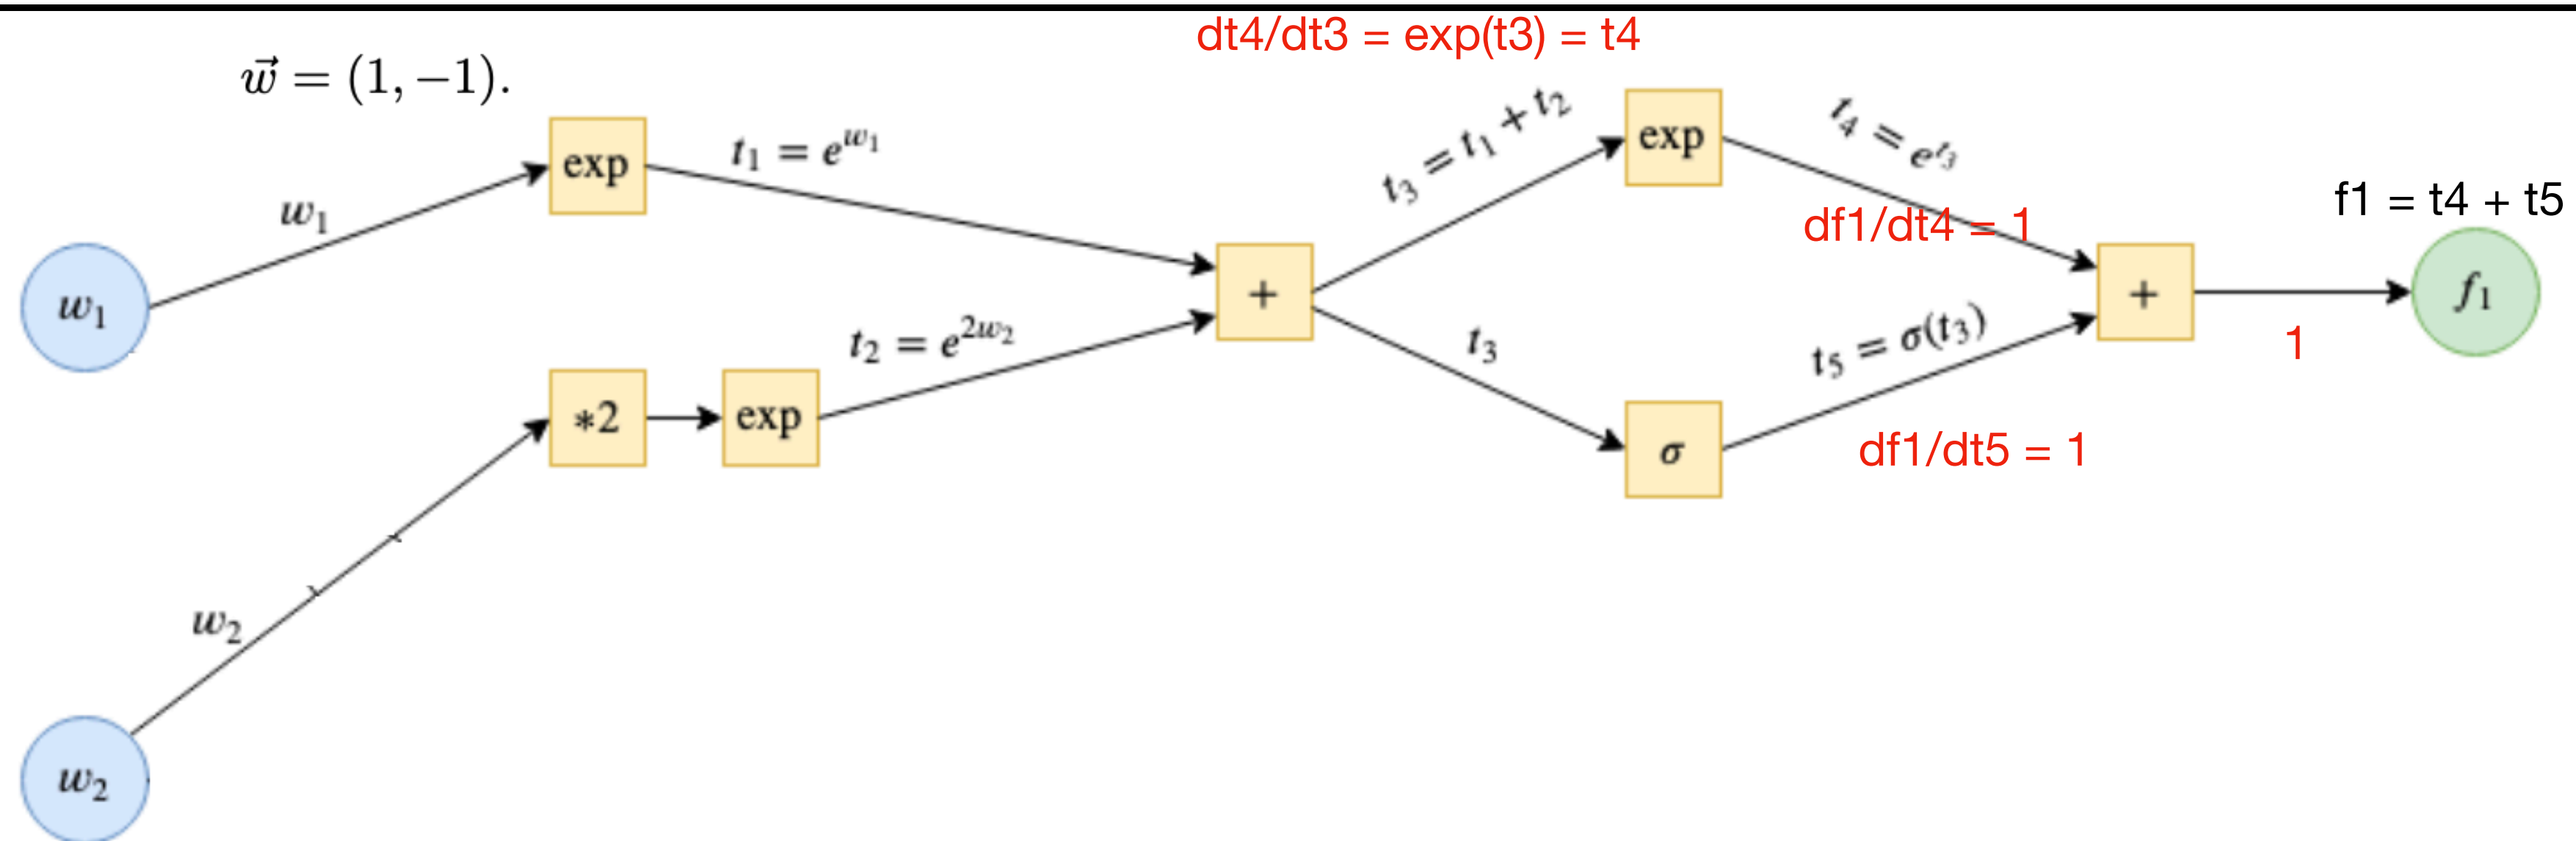 dt4/dt3 = exp(t3) = t4
w⃗ = (1, −1).
exp
t₁ = e^{w₁}
t₃ = t₁ + t₂
exp
t₄ = e^{t₃}
f1 = t4 + t5
w₁
df1/dt4 = 1
w₁
+
+
f₁
t₂ = e^{2w₂}
t₃
t₅ = σ(t₃)
1
∗2
exp
σ
df1/dt5 = 1
w₂
w₂